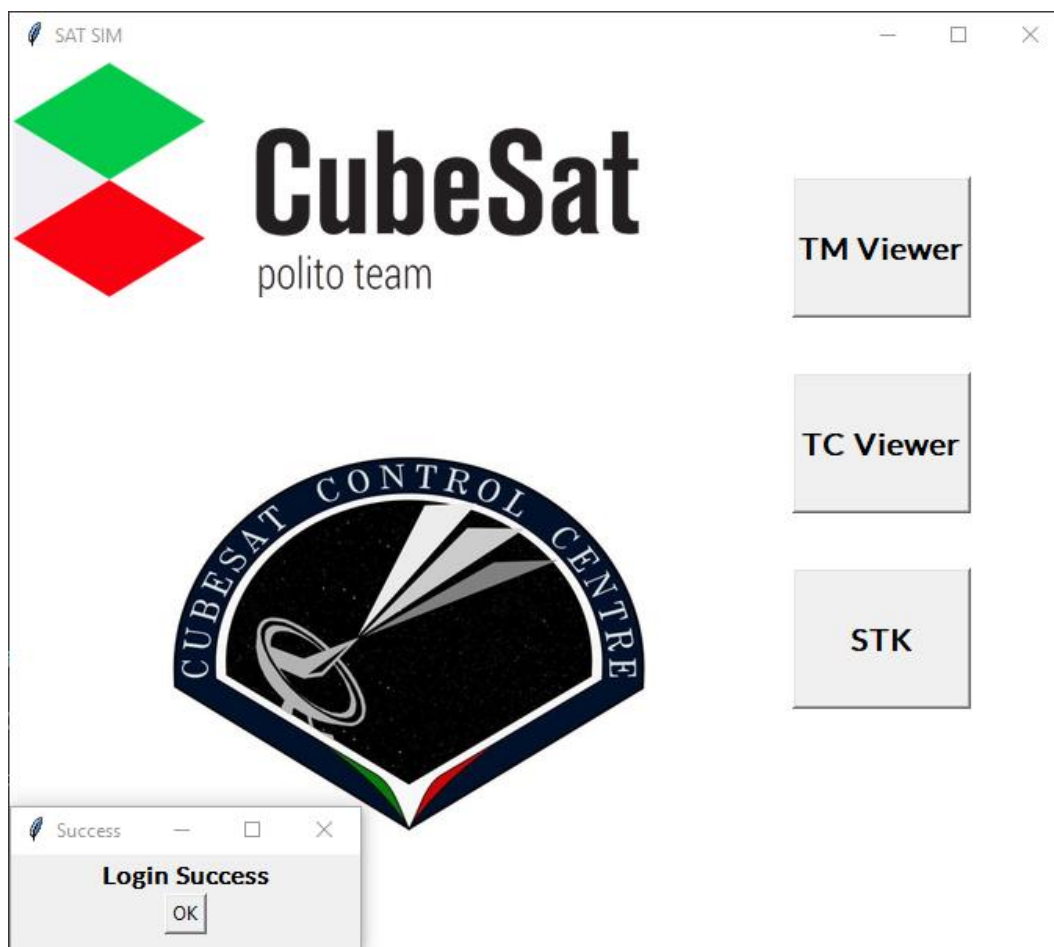 SAT SIM
CubeSat
polito team
TM Viewer
TC Viewer
STK
CUBESAT CONTROL CENTRE
Success
Login Success
OK